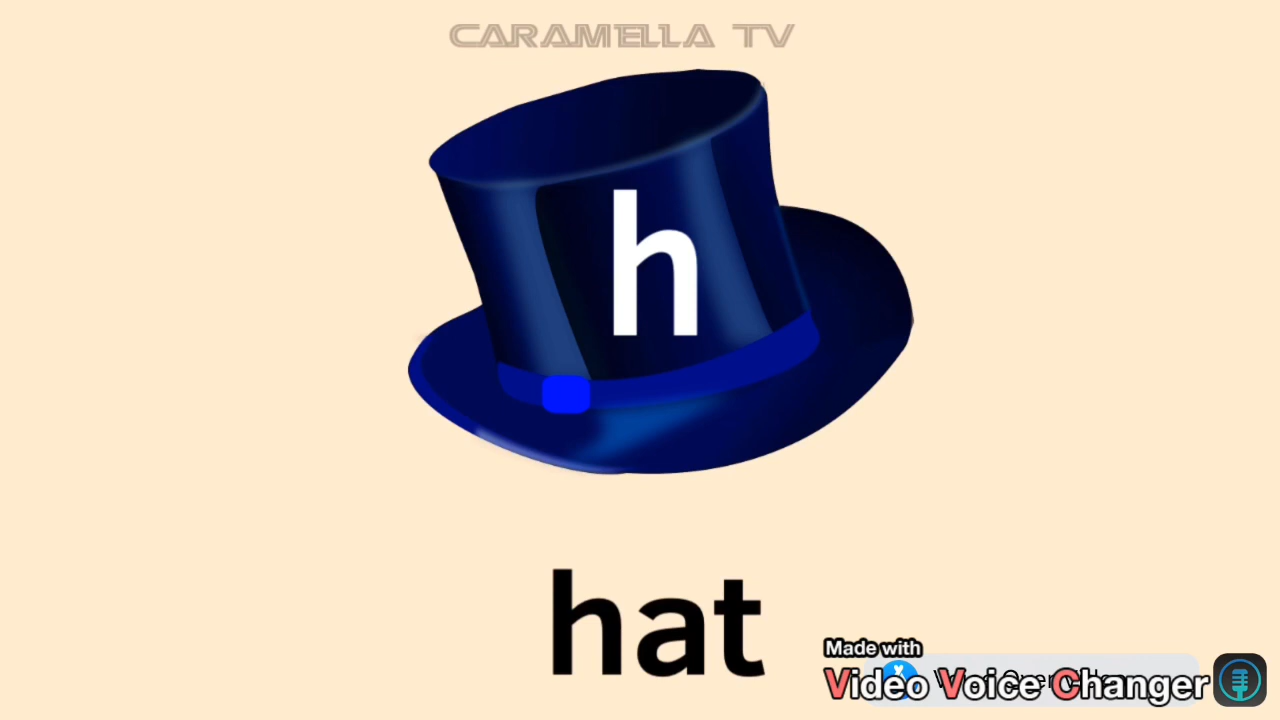 CARAMELLA TV
h
hat
Made with
Video Voice Changer